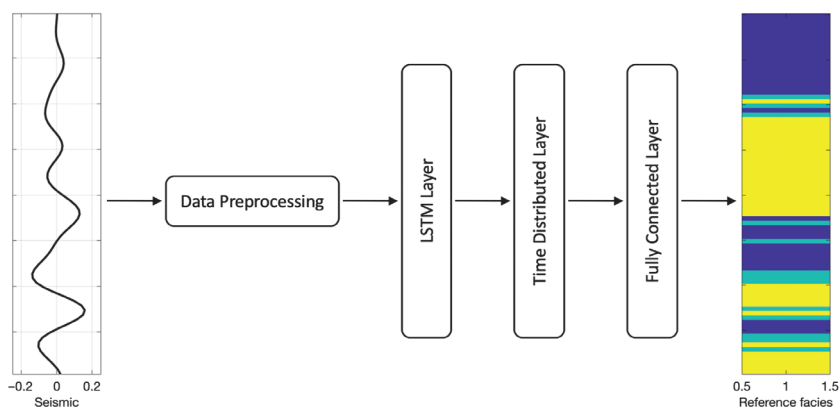 Data Preprocessing
LSTM Layer
Time Distributed Layer
Fully Connected Layer
−0.2 0 0.2
Seismic
0.5 1 1.5
Reference facies